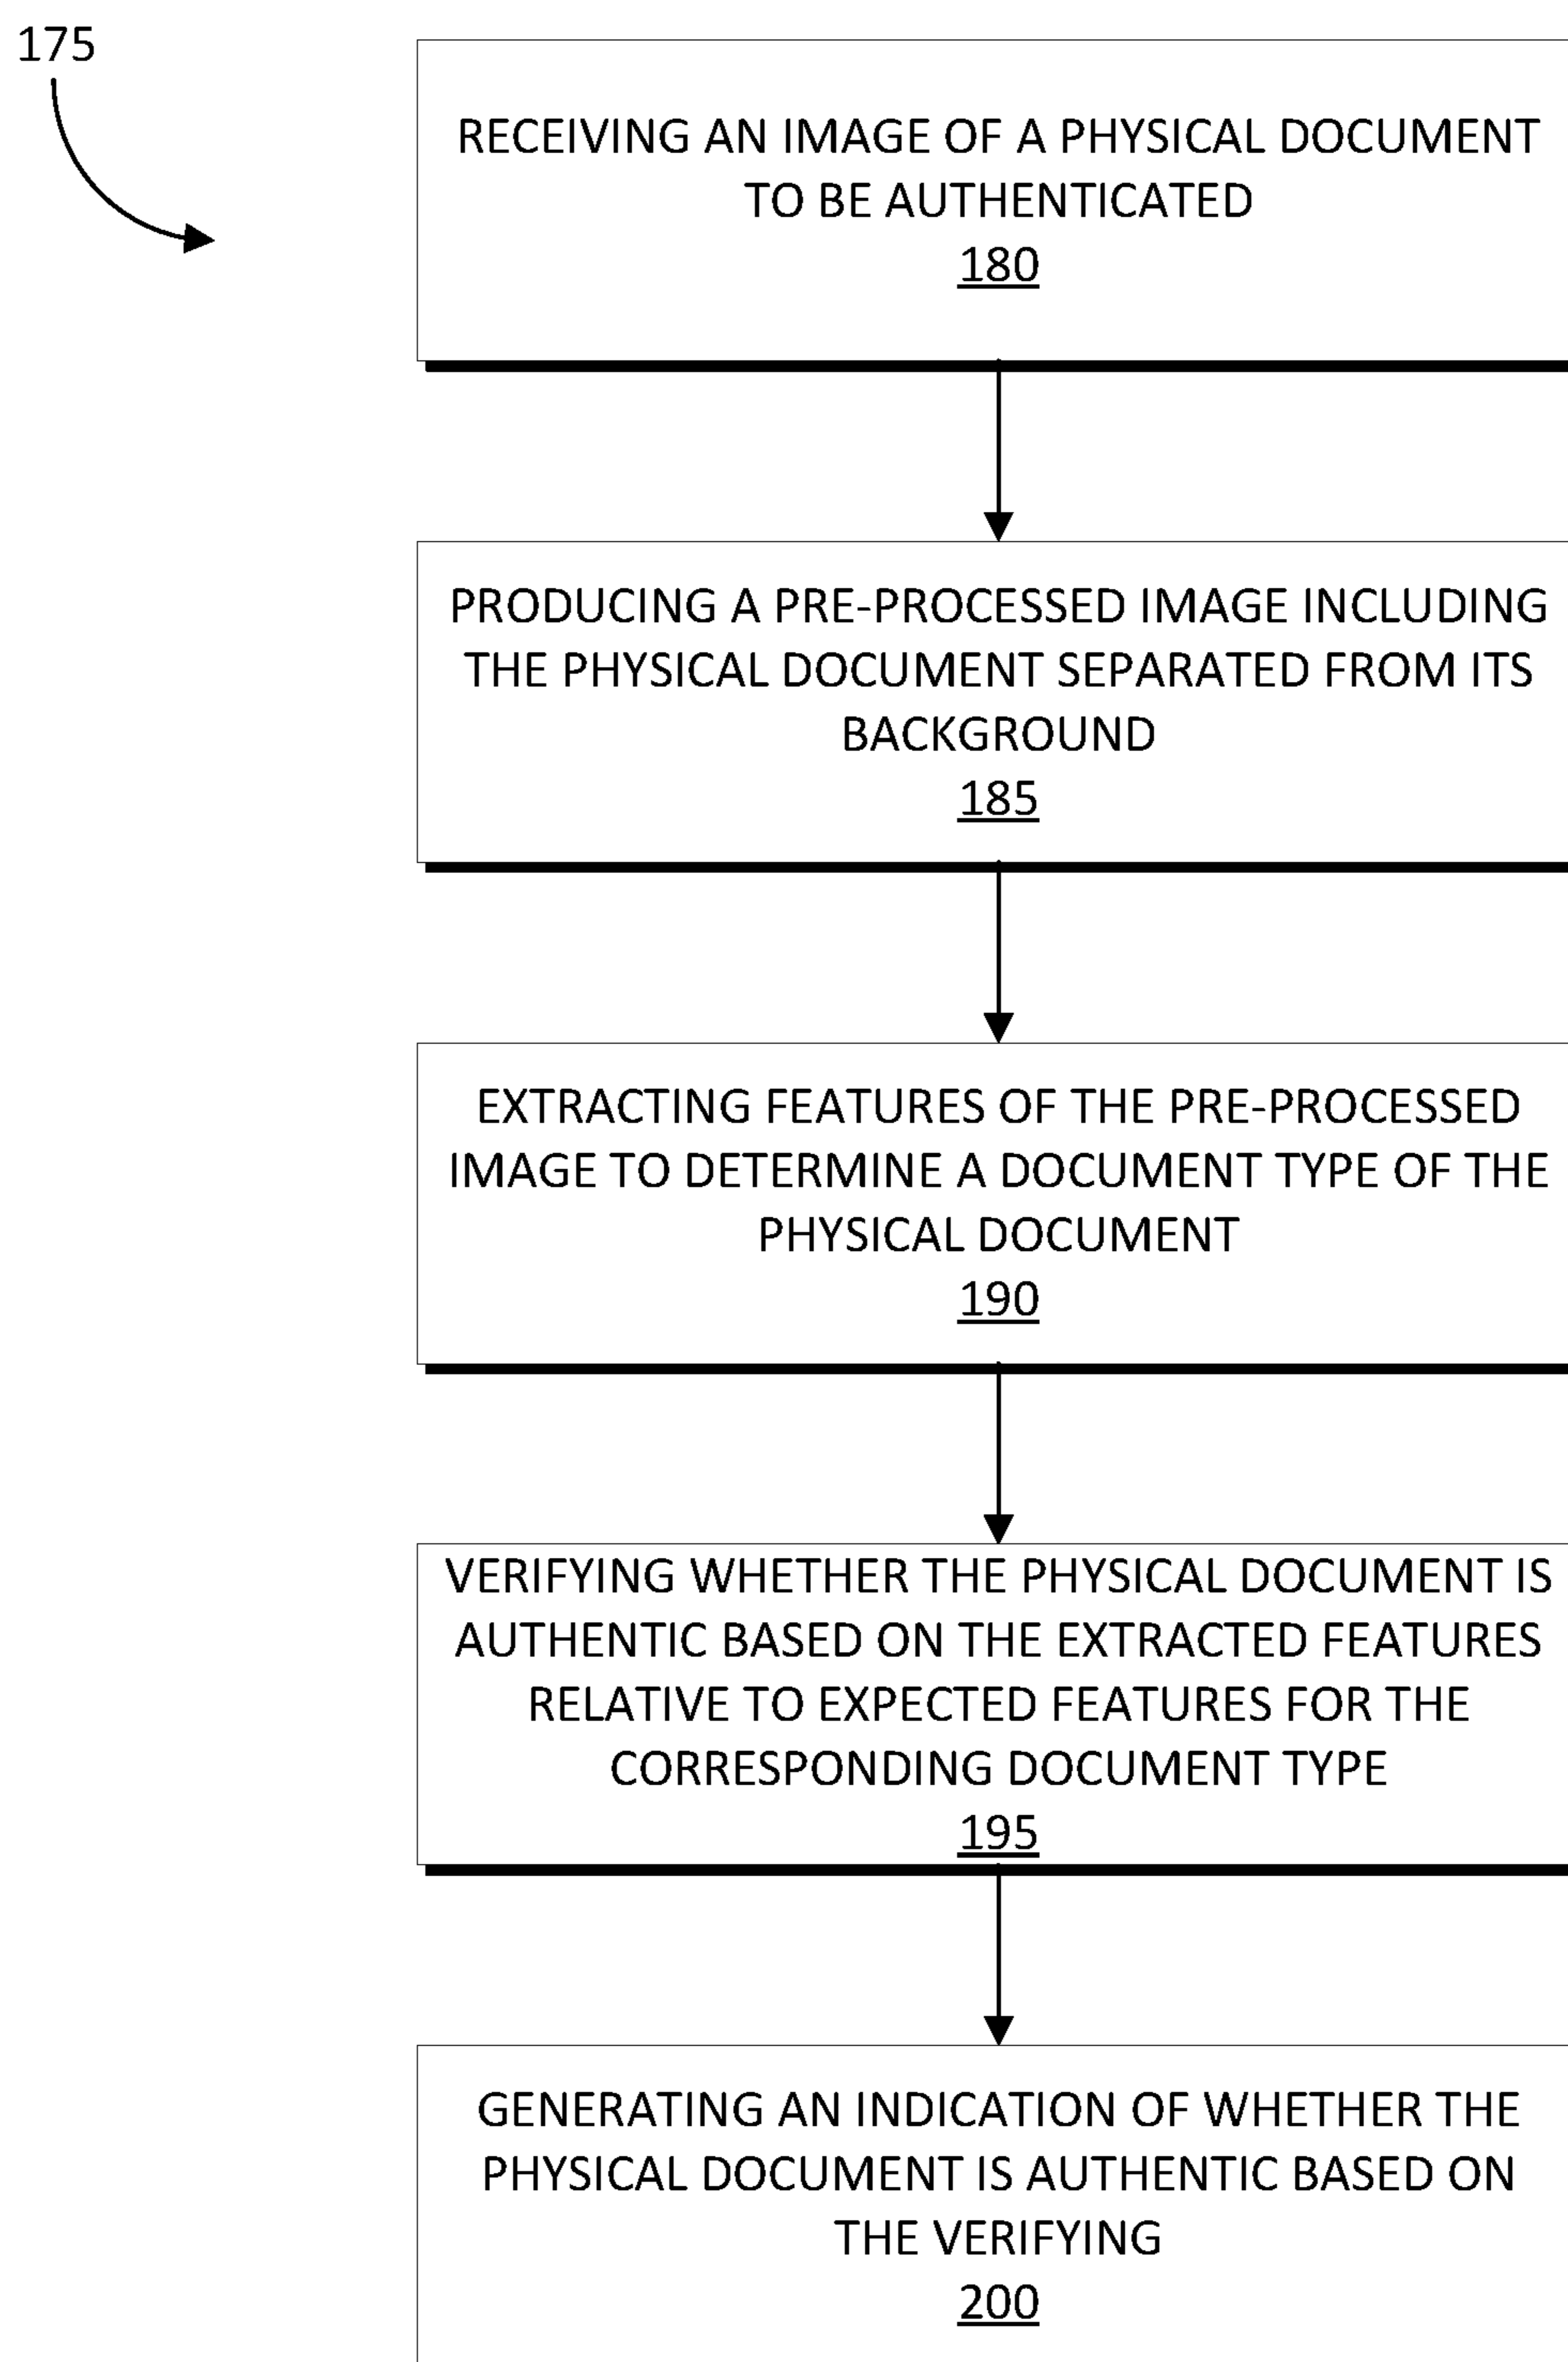 175
RECEIVING AN IMAGE OF A PHYSICAL DOCUMENT
TO BE AUTHENTICATED
180
PRODUCING A PRE-PROCESSED IMAGE INCLUDING
THE PHYSICAL DOCUMENT SEPARATED FROM ITS
BACKGROUND
185
EXTRACTING FEATURES OF THE PRE-PROCESSED
IMAGE TO DETERMINE A DOCUMENT TYPE OF THE
PHYSICAL DOCUMENT
190
VERIFYING WHETHER THE PHYSICAL DOCUMENT IS
AUTHENTIC BASED ON THE EXTRACTED FEATURES
RELATIVE TO EXPECTED FEATURES FOR THE
CORRESPONDING DOCUMENT TYPE
195
GENERATING AN INDICATION OF WHETHER THE
PHYSICAL DOCUMENT IS AUTHENTIC BASED ON
THE VERIFYING
200